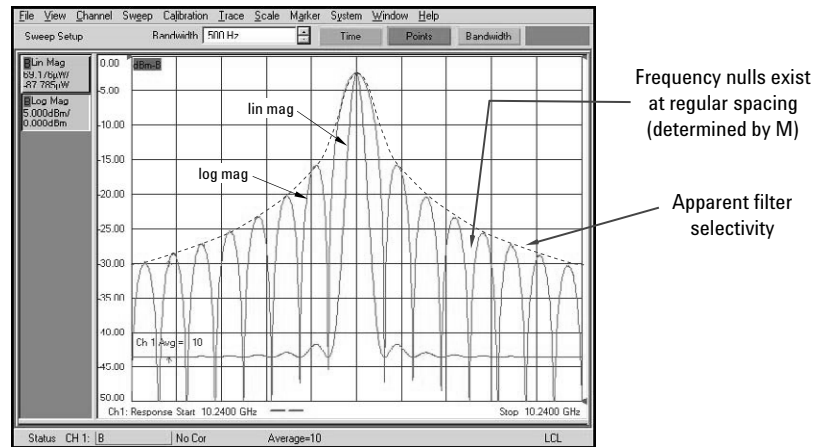 File View Channel Sweep Calibration Trace Scale Marker System Window Help
Sweep Setup Bandwidth 500 Hz Time Points Bandwidth
B Lin Mag
69.176µW/
-87.785µW
B Log Mag
5.000dBm/
0.000dBm
dBm-B
0.00
-5.00
-10.00
-15.00
-20.00
-25.00
-30.00
-35.00
-40.00
-45.00
50.00
lin mag
log mag
Frequency nulls exist
at regular spacing
(determined by M)
Apparent filter
selectivity
Ch 1 Avg = 10
Ch1: Response Start 10.2400 GHz
Stop 10.2400 GHz
Status CH 1: B No Cor Average=10 LCL